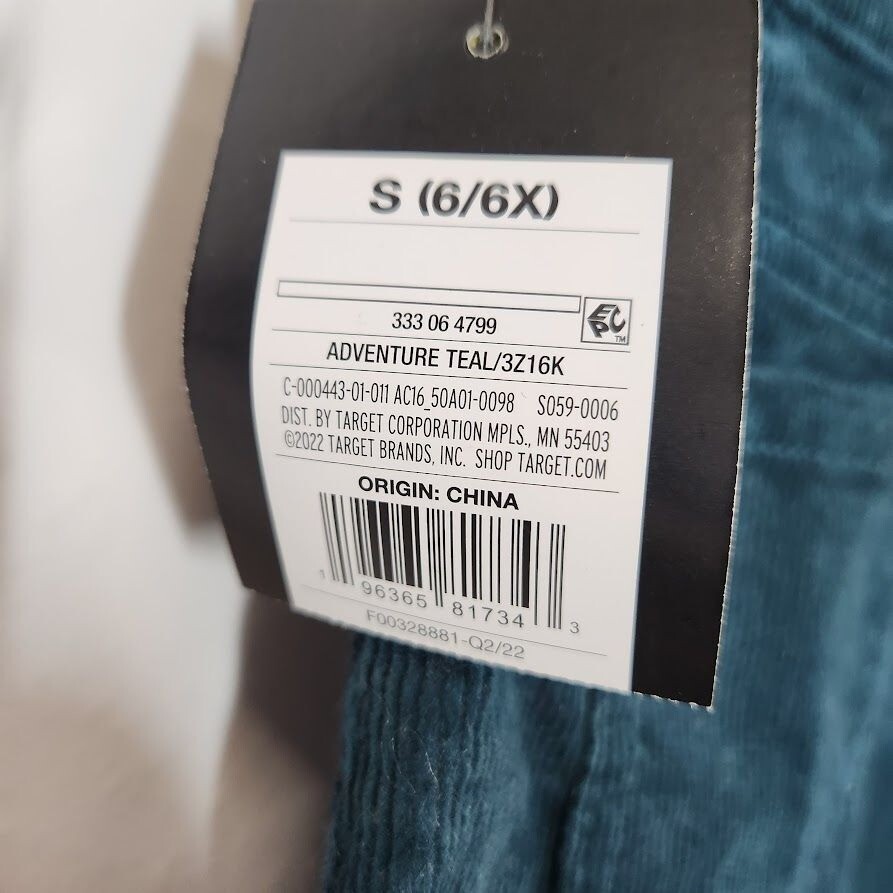 S (6/6X)
EPC
TM
333 06 4799
ADVENTURE TEAL/3Z16K
C-000443-01-011 AC16_50A01-0098 S059-0006
DIST. BY TARGET CORPORATION MPLS., MN 55403
©2022 TARGET BRANDS, INC. SHOP TARGET.COM
ORIGIN: CHINA
1 96365 81734 3
F00328881-Q2/22